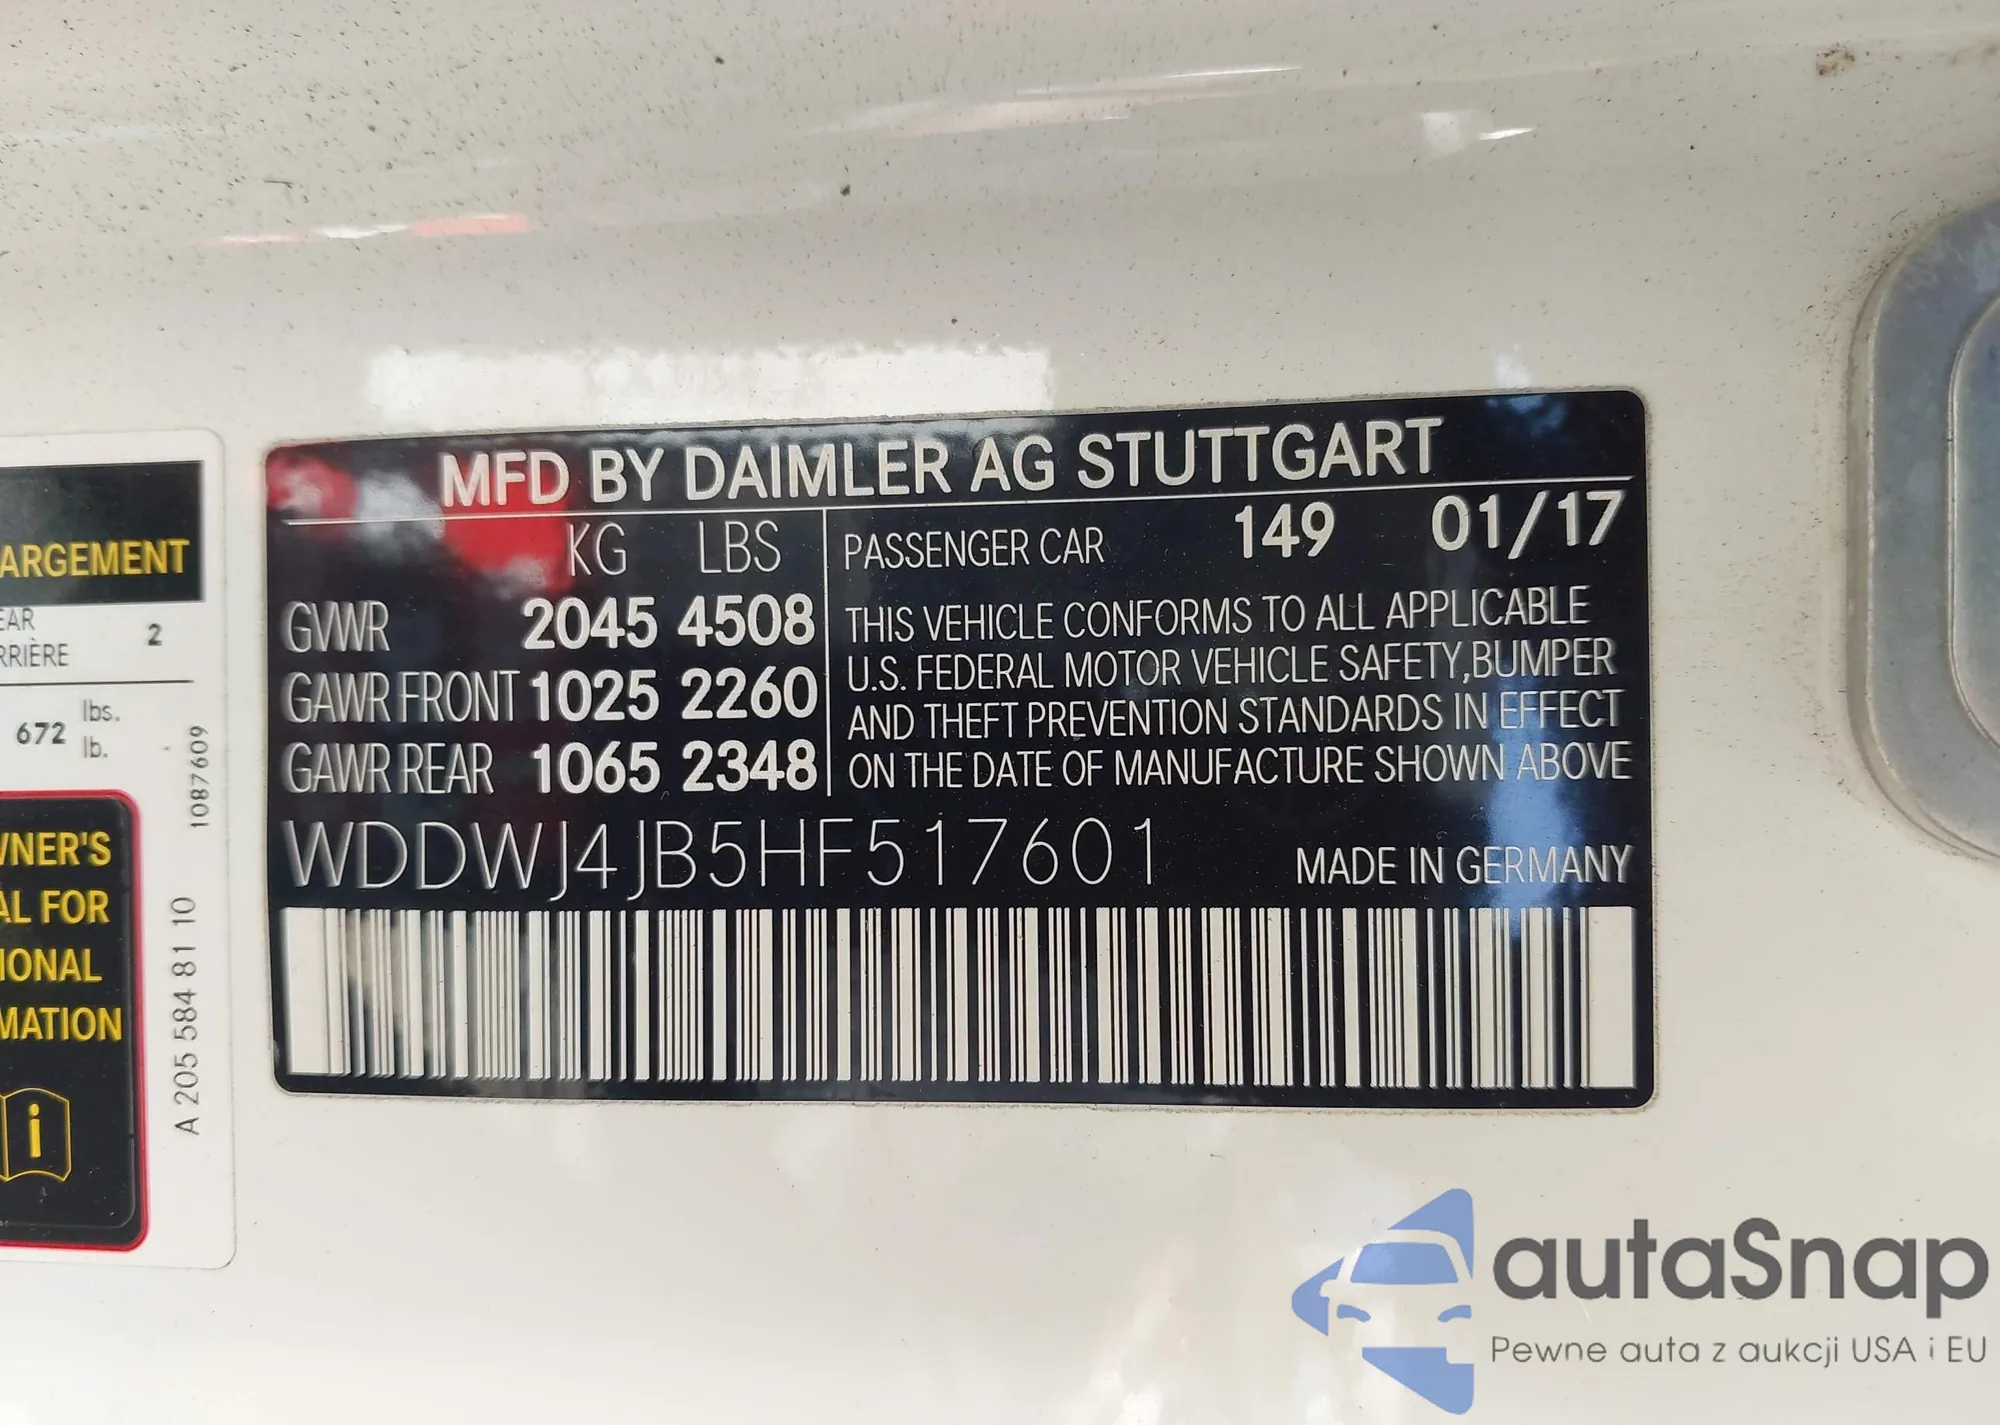 ARGEMENT
EAR
RRIÈRE
2
672
lbs.
lb.
1087609
WNER'S
AL FOR
IONAL
MATION
i
A 205 584 81 10
MFD BY DAIMLER AG STUTTGART
KG LBS
GVWR 2045 4508
GAWR FRONT 1025 2260
GAWR REAR 1065 2348
PASSENGER CAR 149 01/17
THIS VEHICLE CONFORMS TO ALL APPLICABLE
U.S. FEDERAL MOTOR VEHICLE SAFETY,BUMPER
AND THEFT PREVENTION STANDARDS IN EFFECT
ON THE DATE OF MANUFACTURE SHOWN ABOVE
WDDWJ4JB5HF517601
MADE IN GERMANY
autaSnap
Pewne auta z aukcji USA i EU